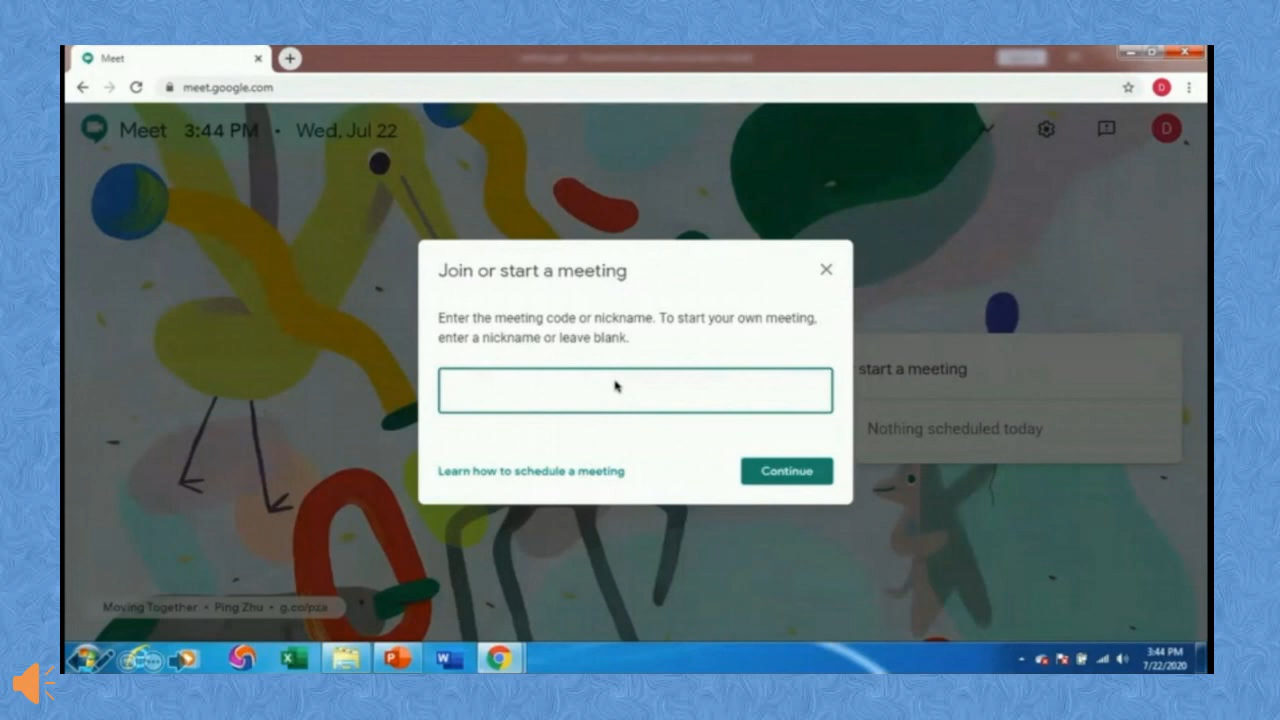 Meet
meet.google.com
Meet 3:44 PM • Wed, Jul 22
D
D
Join or start a meeting
Enter the meeting code or nickname. To start your own meeting,
enter a nickname or leave blank.
start a meeting
Nothing scheduled today
Learn how to schedule a meeting
Continue
Moving Together • Ping Zhu • g.co/pza
3:44 PM
7/22/2020